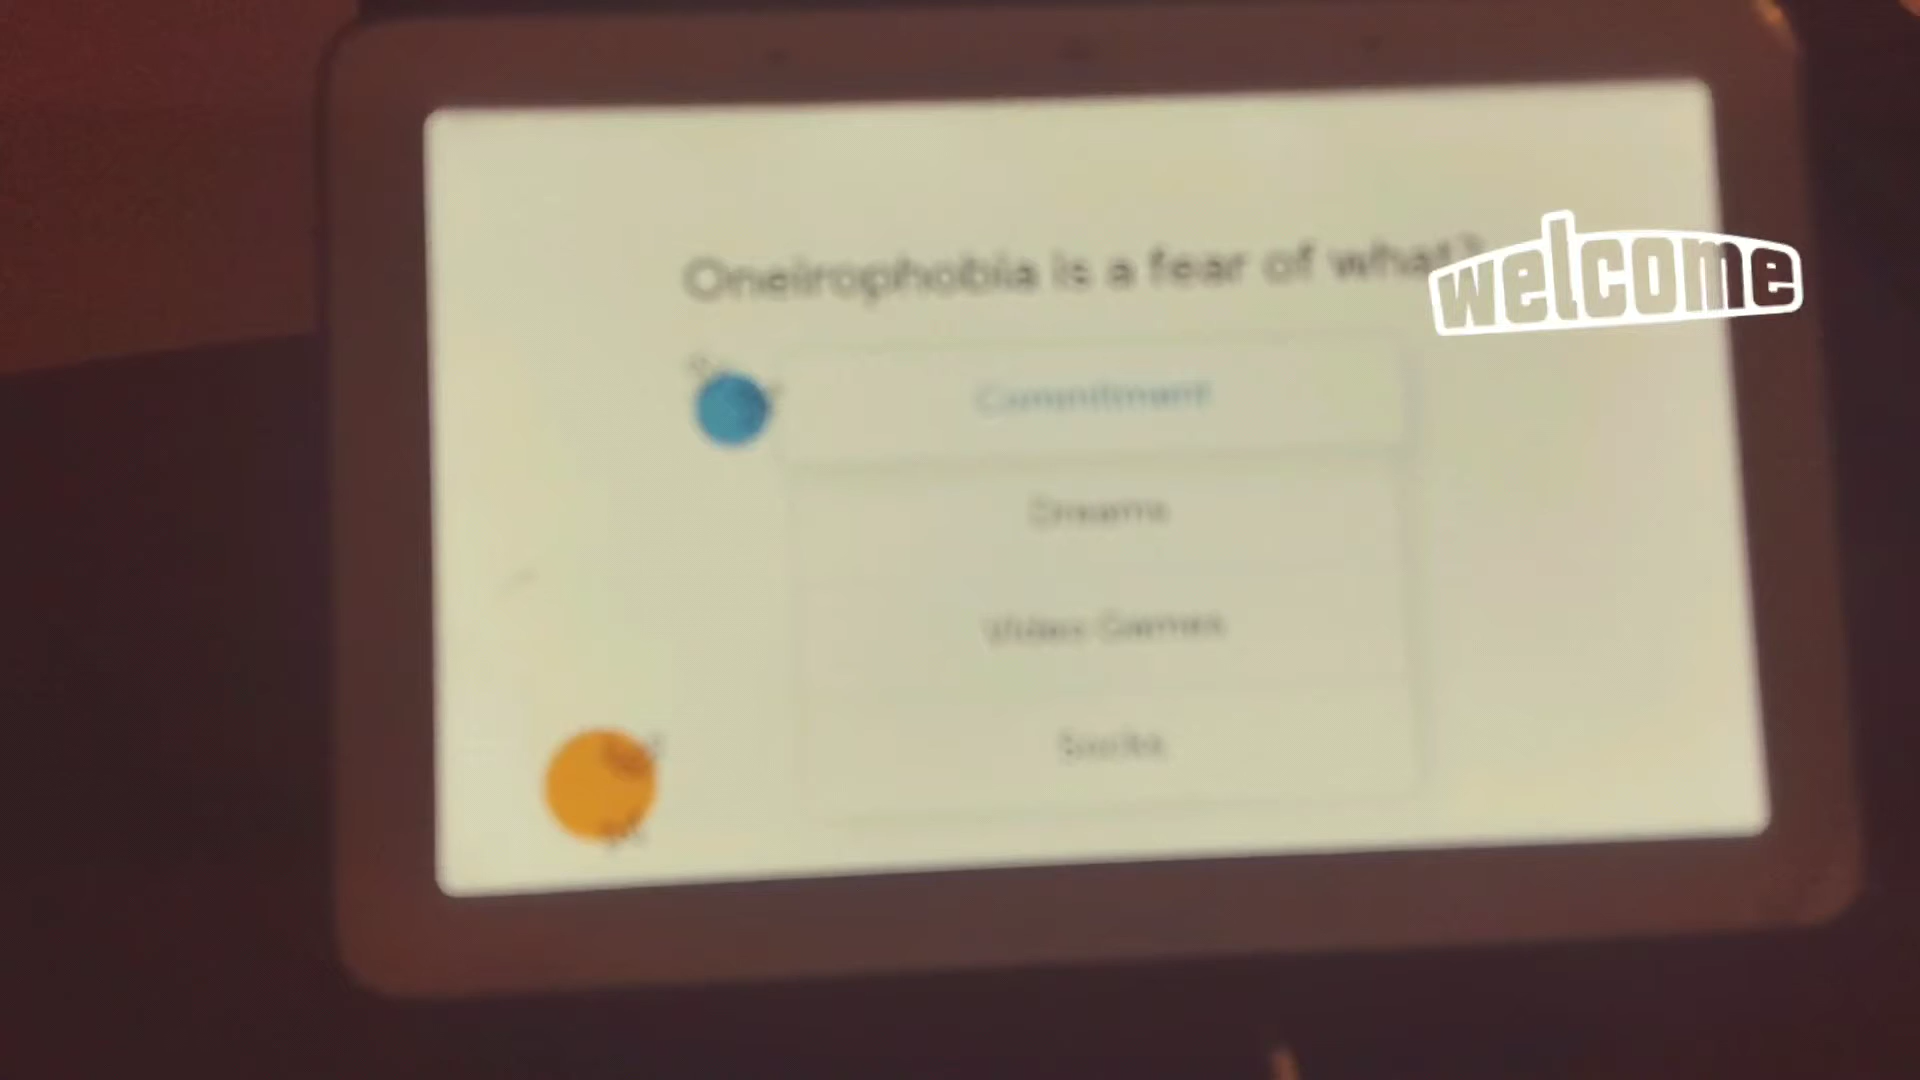 Oneirophobia is a fear of what?
welcome
Commitment
Dreams
Video Games
Socks